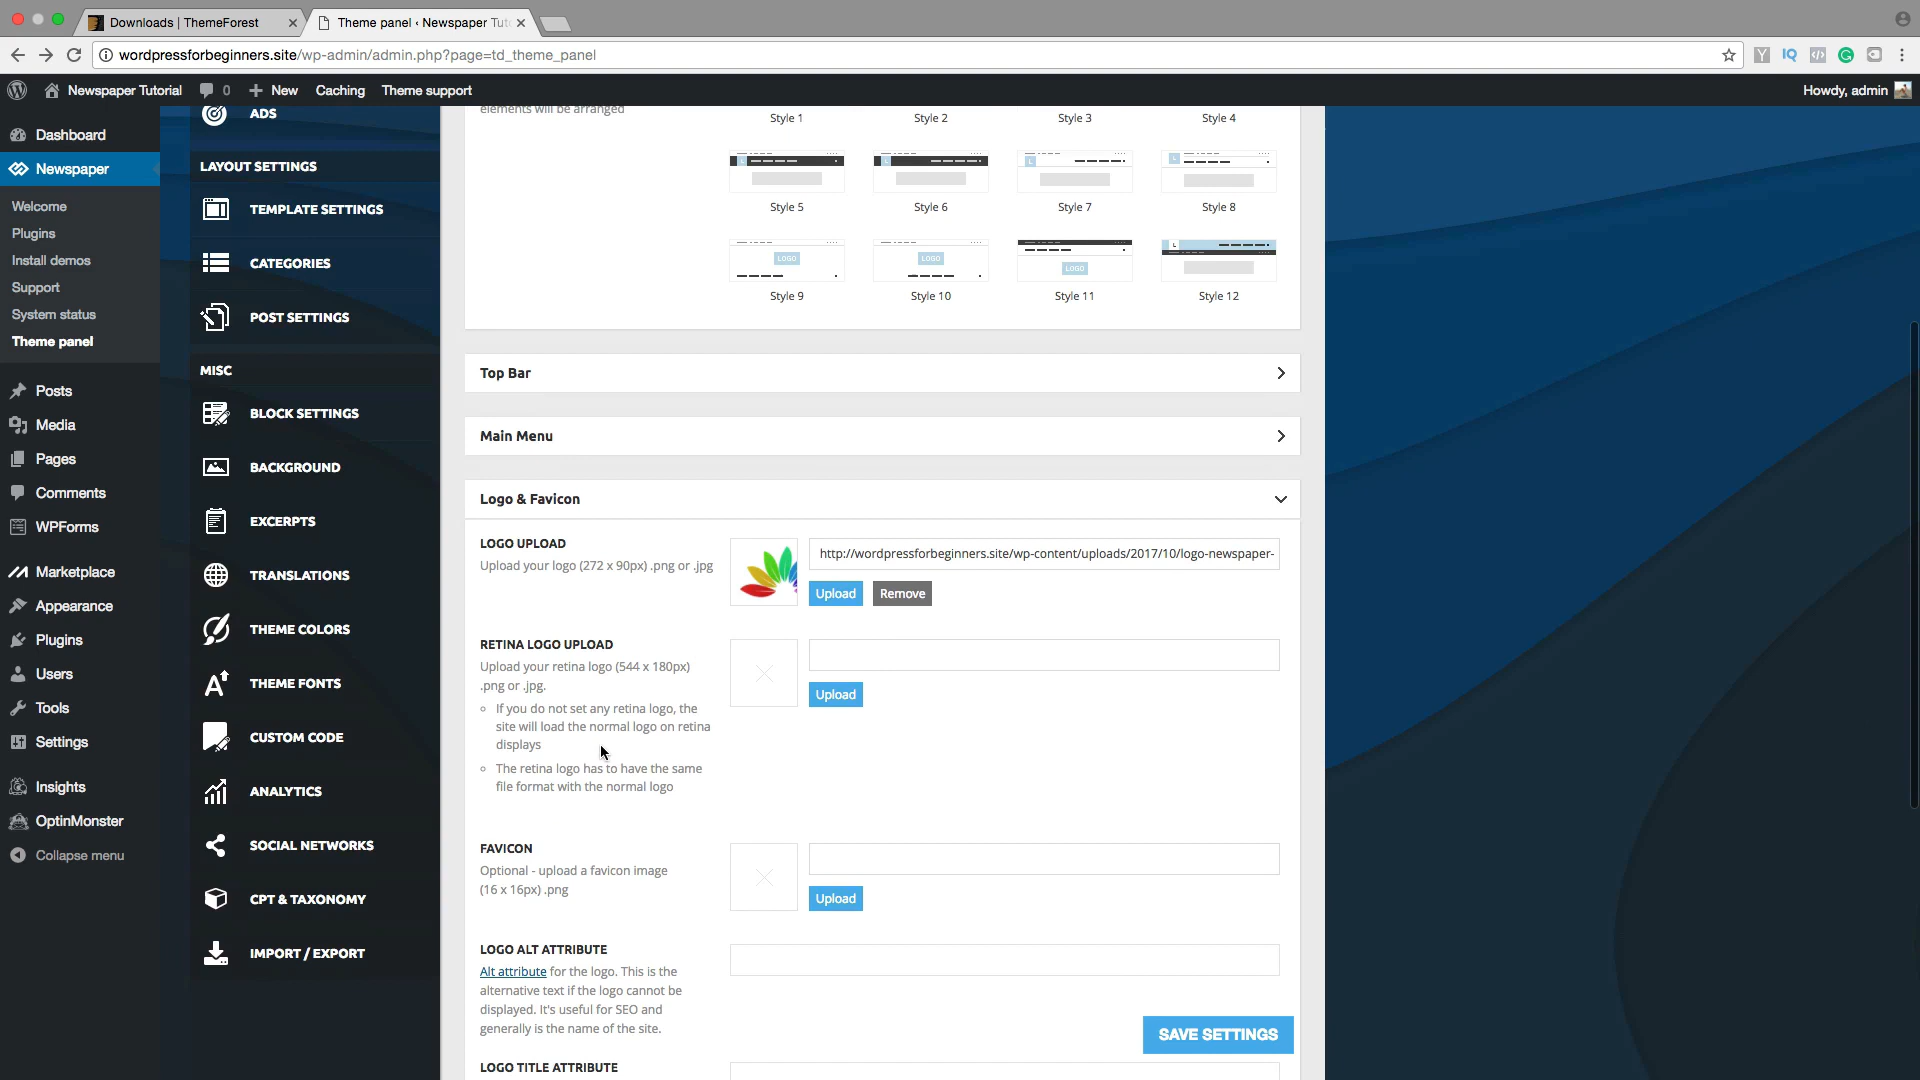 Downloads | ThemeForest
Theme panel ‹ Newspaper Tut
wordpressforbeginners.site/wp-admin/admin.php?page=td_theme_panel
Newspaper Tutorial
0
New
Caching
Theme support
Howdy, admin
Dashboard
Newspaper
Welcome
Plugins
Install demos
Support
System status
Theme panel
Posts
Media
Pages
Comments
WPForms
Marketplace
Appearance
Plugins
Users
Tools
Settings
Insights
OptinMonster
Collapse menu
ADS
LAYOUT SETTINGS
TEMPLATE SETTINGS
CATEGORIES
POST SETTINGS
MISC
BLOCK SETTINGS
BACKGROUND
EXCERPTS
TRANSLATIONS
THEME COLORS
THEME FONTS
CUSTOM CODE
ANALYTICS
SOCIAL NETWORKS
CPT & TAXONOMY
IMPORT / EXPORT
elements will be arranged
Style 1
Style 2
Style 3
Style 4
L
L
L
L
Style 5
Style 6
Style 7
Style 8
LOGO
LOGO
LOGO
L
Style 9
Style 10
Style 11
Style 12
Top Bar
Main Menu
Logo & Favicon
LOGO UPLOAD
Upload your logo (272 x 90px) .png or .jpg
http://wordpressforbeginners.site/wp-content/uploads/2017/10/logo-newspaper-
Upload
Remove
RETINA LOGO UPLOAD
Upload your retina logo (544 x 180px)
.png or .jpg.
If you do not set any retina logo, the
site will load the normal logo on retina
displays
The retina logo has to have the same
file format with the normal logo
Upload
FAVICON
Optional - upload a favicon image
(16 x 16px) .png
Upload
LOGO ALT ATTRIBUTE
Alt attribute for the logo. This is the
alternative text if the logo cannot be
displayed. It's useful for SEO and
generally is the name of the site.
SAVE SETTINGS
LOGO TITLE ATTRIBUTE